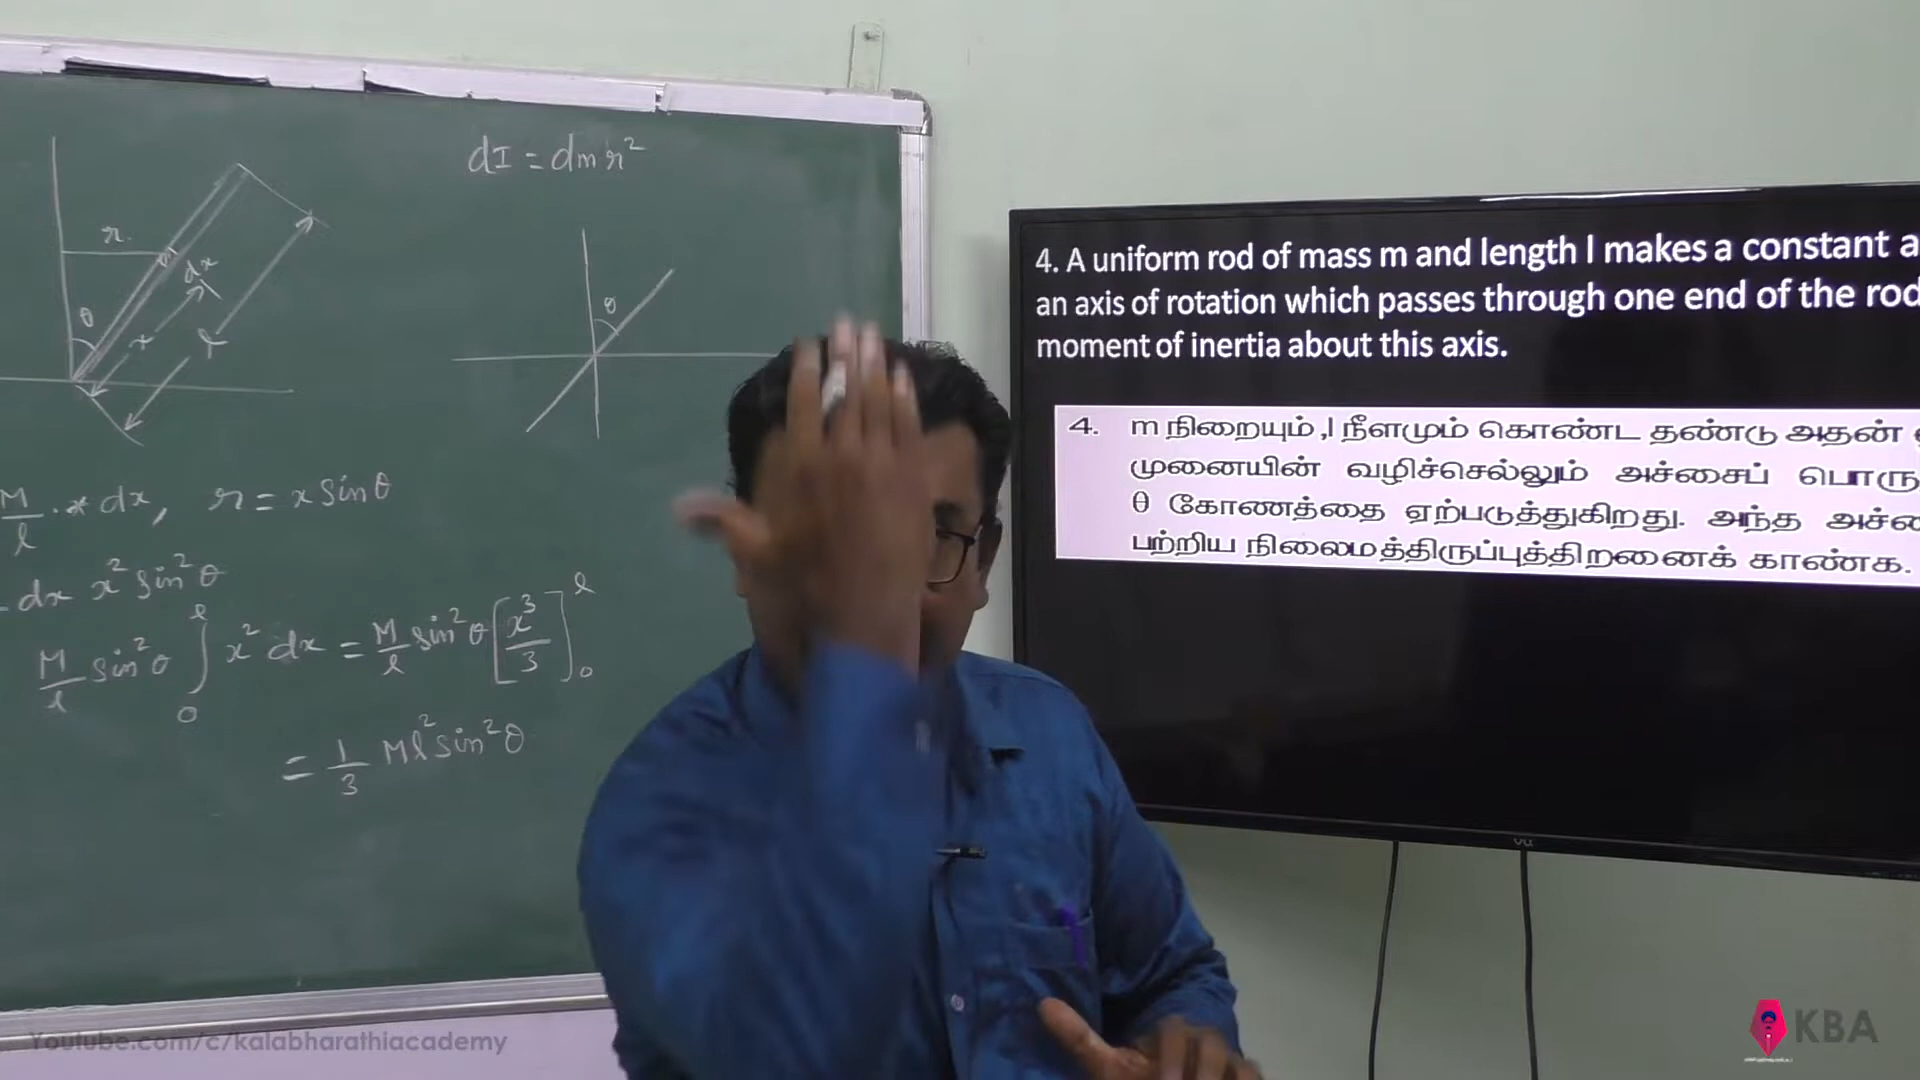 dI = dm r²
r
dx
θ
x
l
θ
M/l · x dx, r = x sinθ
dx x² sin²θ
M/l sin²θ ∫₀ˡ x² dx = M/l sin²θ [x³/3]₀ˡ
= 1/3 Ml² sin²θ
4. A uniform rod of mass m and length l makes a constant a
an axis of rotation which passes through one end of the rod
moment of inertia about this axis.
4. m நிறையும் ,l நீளமும் கொண்ட தண்டு அதன்
முனையின் வழிச்செல்லும் அச்சைப் பொரு
θ கோணத்தை ஏற்படுத்துகிறது. அந்த அச்சை
பற்றிய நிலைமத்திருப்புத்திறனைக் காண்க.
Youtube.com/c/kalabharathiacademy
KBA